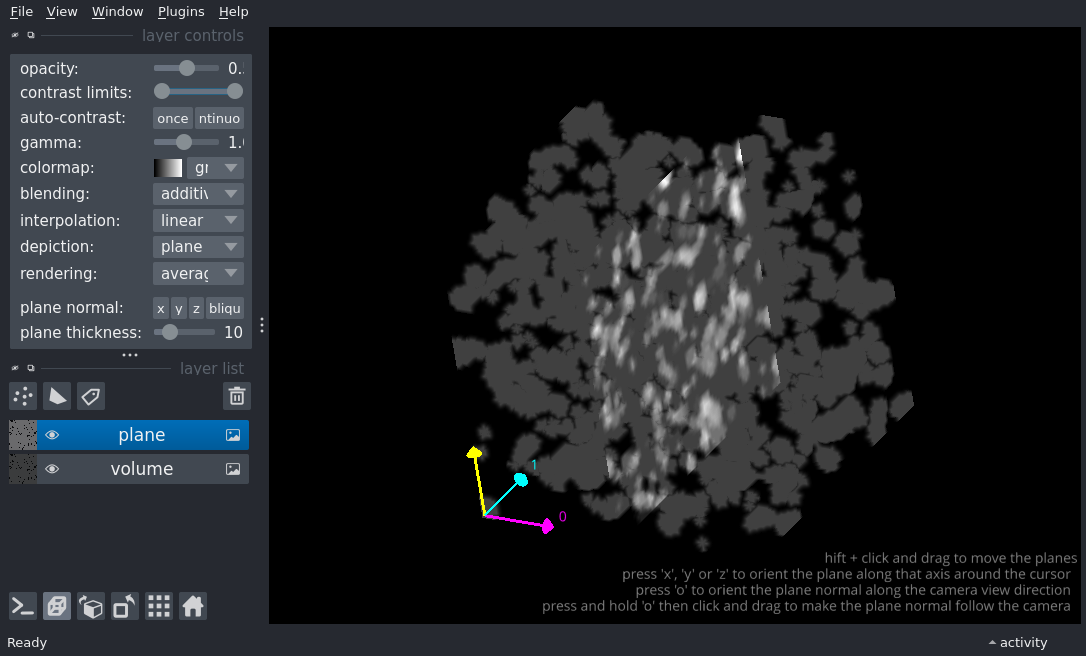 File View Window Plugins Help
layer controls
opacity: 0.
contrast limits:
auto-contrast: once ntinuo
gamma: 1.
colormap: gr
blending: additiv
interpolation: linear
depiction: plane
rendering: averag
plane normal: x y z bliqu
plane thickness: 10
layer list
plane
volume
1
0
hift + click and drag to move the planes
press 'x', 'y' or 'z' to orient the plane along that axis around the cursor
press 'o' to orient the plane normal along the camera view direction
press and hold 'o' then click and drag to make the plane normal follow the camera
Ready
activity